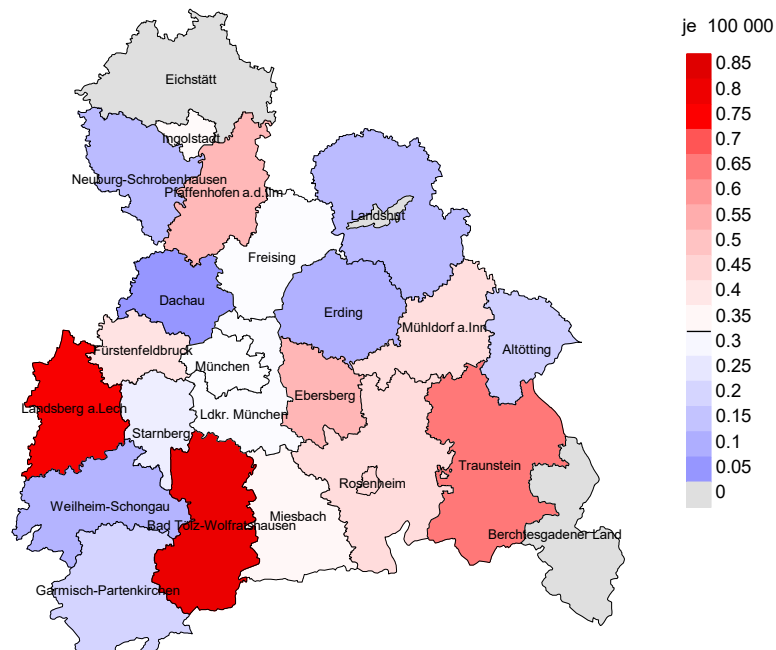 je 100 000
0.85
0.8
0.75
0.7
0.65
0.6
0.55
0.5
0.45
0.4
0.35
0.3
0.25
0.2
0.15
0.1
0.05
0
Eichstätt
Ingolstadt
Neuburg-Schrobenhausen
Pfaffenhofen a.d.Ilm
Landshut
Freising
Dachau
Erding
Mühldorf a.Inn
Fürstenfeldbruck
Altötting
München
Ebersberg
Landsberg a.Lech
Ldkr. München
Starnberg
Traunstein
Rosenheim
Weilheim-Schongau
Miesbach
Bad Tölz-Wolfratshausen
Berchtesgadener Land
Garmisch-Partenkirchen